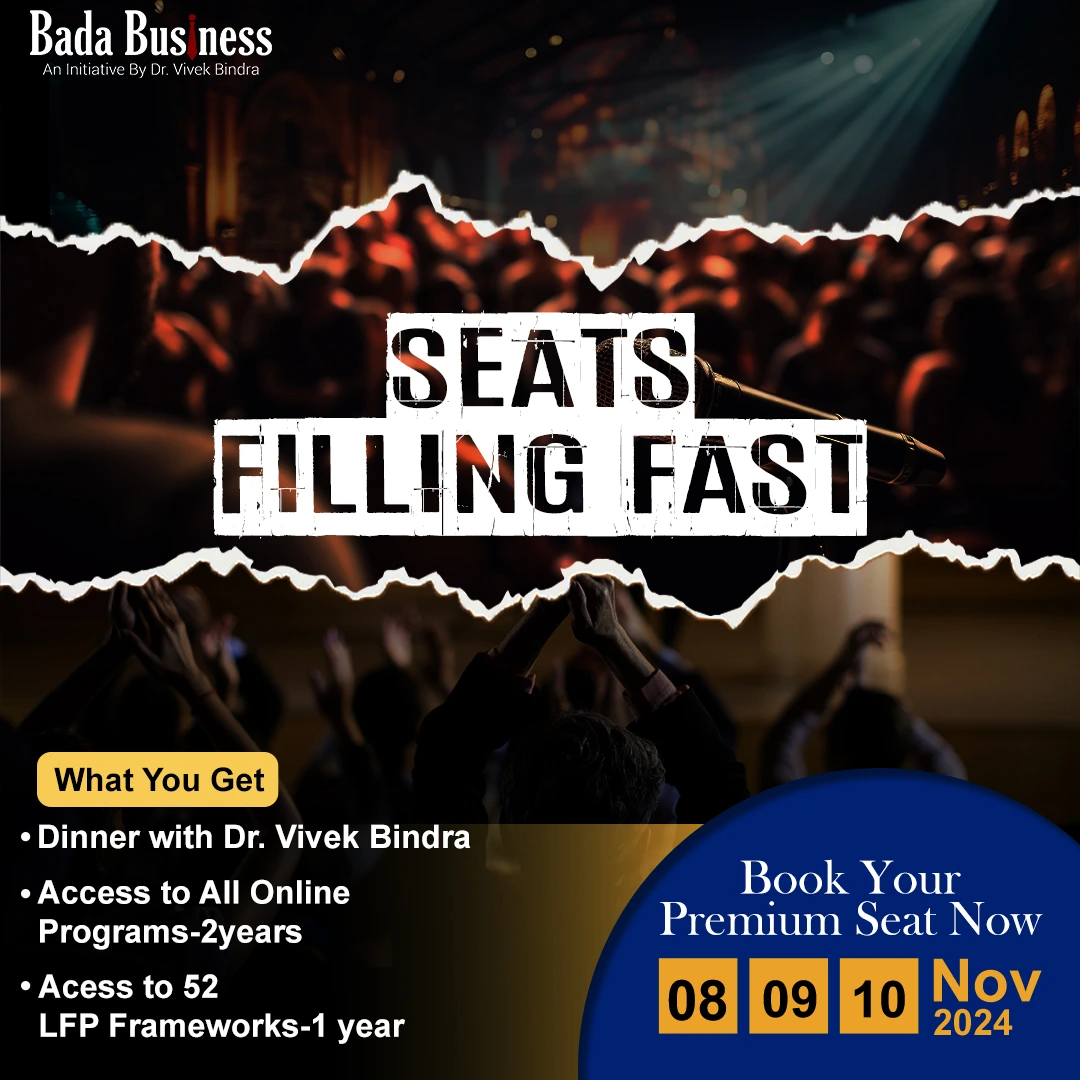 Bada Business
An Initiative By Dr. Vivek Bindra
SEATS
FILLING FAST
What You Get
• Dinner with Dr. Vivek Bindra
• Access to All Online
Programs-2years
• Acess to 52
LFP Frameworks-1 year
Book Your
Premium Seat Now
08 09 10 Nov
2024